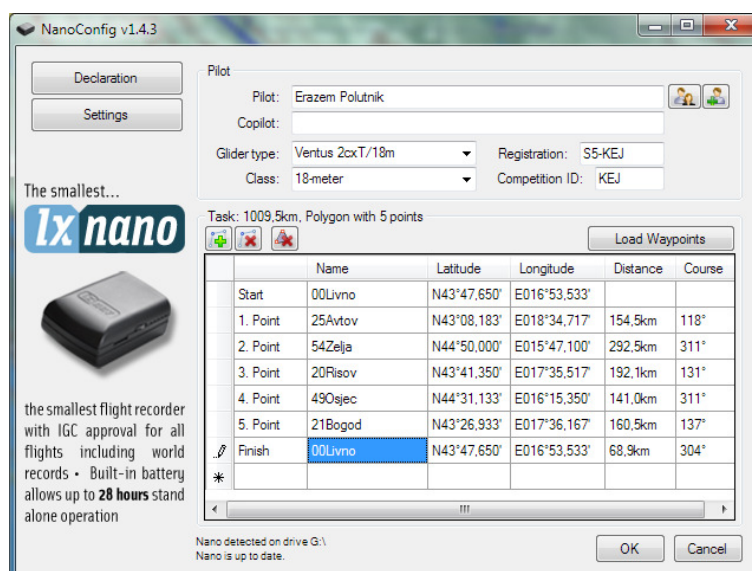 NanoConfig v1.4.3
Declaration
Settings
Pilot
Pilot: Erazem Polutnik
Copilot:
Glider type: Ventus 2cxT/18m Registration: S5-KEJ
Class: 18-meter Competition ID: KEJ
The smallest...
lx nano
Task: 1009,5km, Polygon with 5 points
Load Waypoints
Name Latitude Longitude Distance Course
Start 00Livno N43°47,650' E016°53,533'
1. Point 25Avtov N43°08,183' E018°34,717' 154,5km 118°
2. Point 54Zelja N44°50,000' E015°47,100' 292,5km 311°
3. Point 20Risov N43°41,350' E017°35,517' 192,1km 131°
4. Point 49Osjec N44°31,133' E016°15,350' 141,0km 311°
5. Point 21Bogod N43°26,933' E017°36,167' 160,5km 137°
Finish 00Livno N43°47,650' E016°53,533' 68,9km 304°
the smallest flight recorder
with IGC approval for all
flights including world
records • Built-in battery
allows up to 28 hours stand
alone operation
Nano detected on drive G:\
Nano is up to date.
OK Cancel